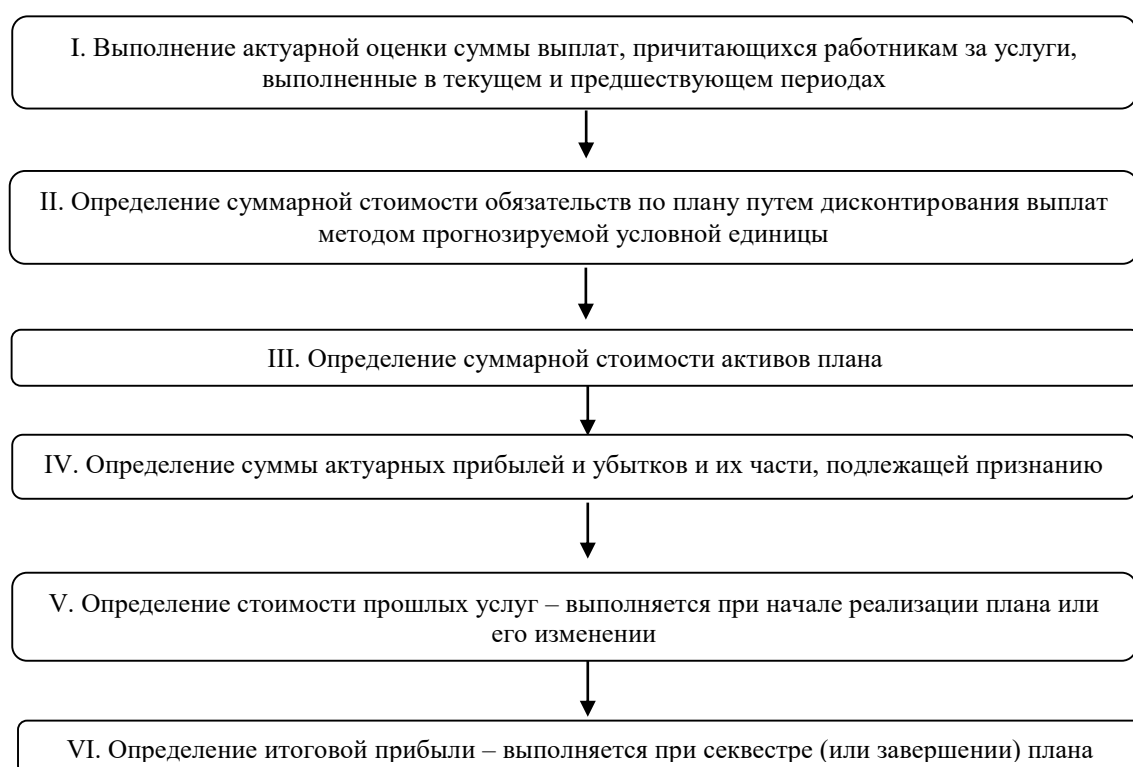 I. Выполнение актуарной оценки суммы выплат, причитающихся работникам за услуги,
выполненные в текущем и предшествующем периодах
II. Определение суммарной стоимости обязательств по плану путем дисконтирования выплат
методом прогнозируемой условной единицы
III. Определение суммарной стоимости активов плана
IV. Определение суммы актуарных прибылей и убытков и их части, подлежащей признанию
V. Определение стоимости прошлых услуг – выполняется при начале реализации плана или
его изменении
VI. Определение итоговой прибыли – выполняется при секвестре (или завершении) плана